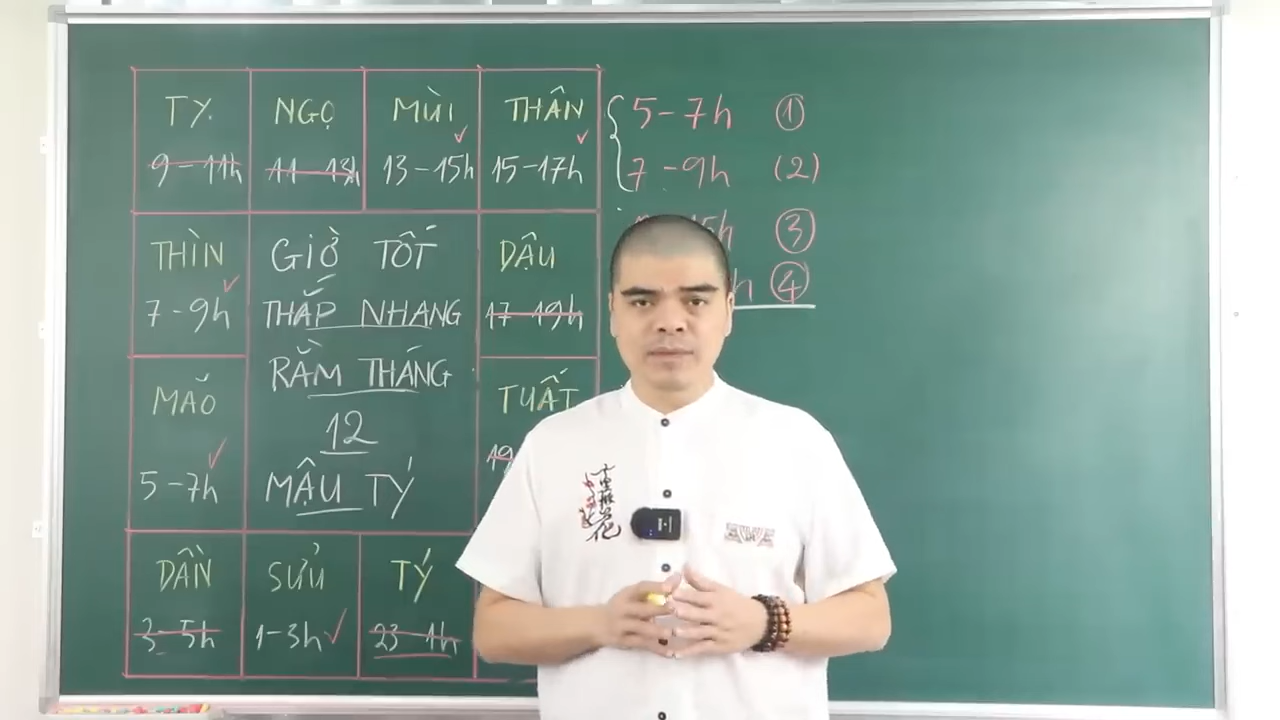 TỴ
9-11h
NGỌ
11-13h
MÙI
13-15h
THÂN
15-17h
THÌN
7-9h
GIỜ TỐT
THẮP NHANG
RẰM THÁNG
12
MẬU TÝ
DẬU
17-19h
MÃO
5-7h
TUẤT
19
DẦN
3-5h
SỬU
1-3h
TÝ
23-1h
5-7h ①
7-9h (2)
5h ③
h ④